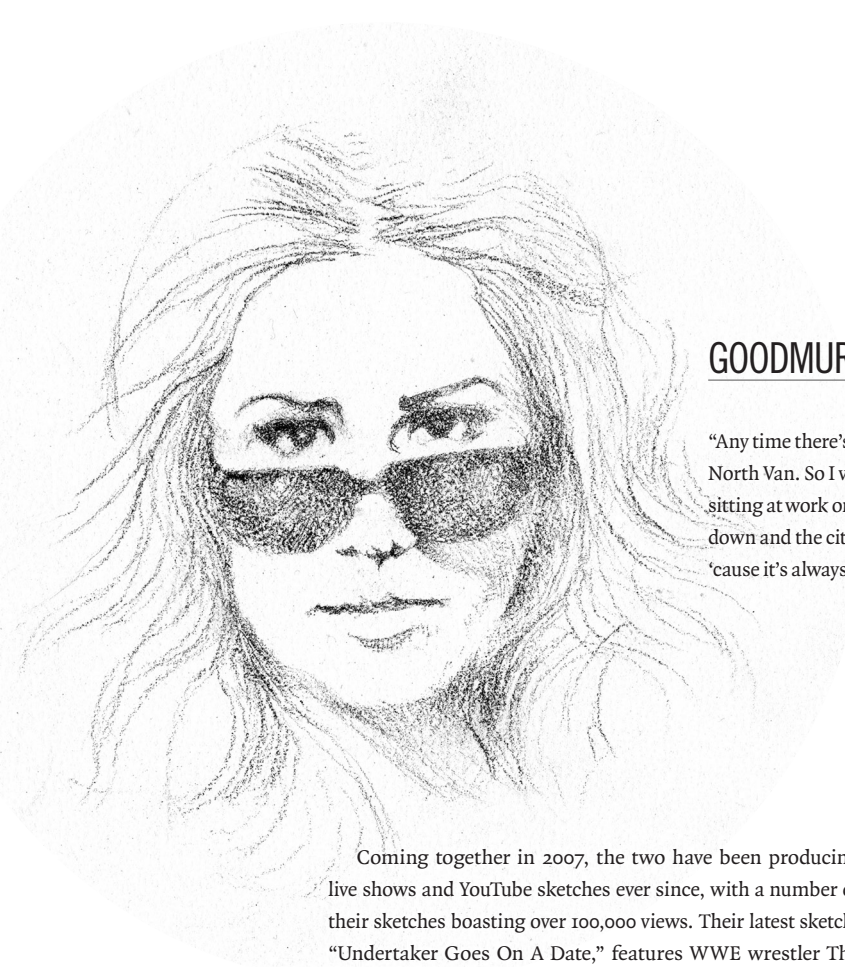 GOODMUR
“Any time there’s
North Van. So I w
sitting at work or
down and the cit
‘cause it’s always
Coming together in 2007, the two have been producin
live shows and YouTube sketches ever since, with a number
their sketches boasting over 100,000 views. Their latest sketch
“Undertaker Goes On A Date,” features WWE wrestler Th